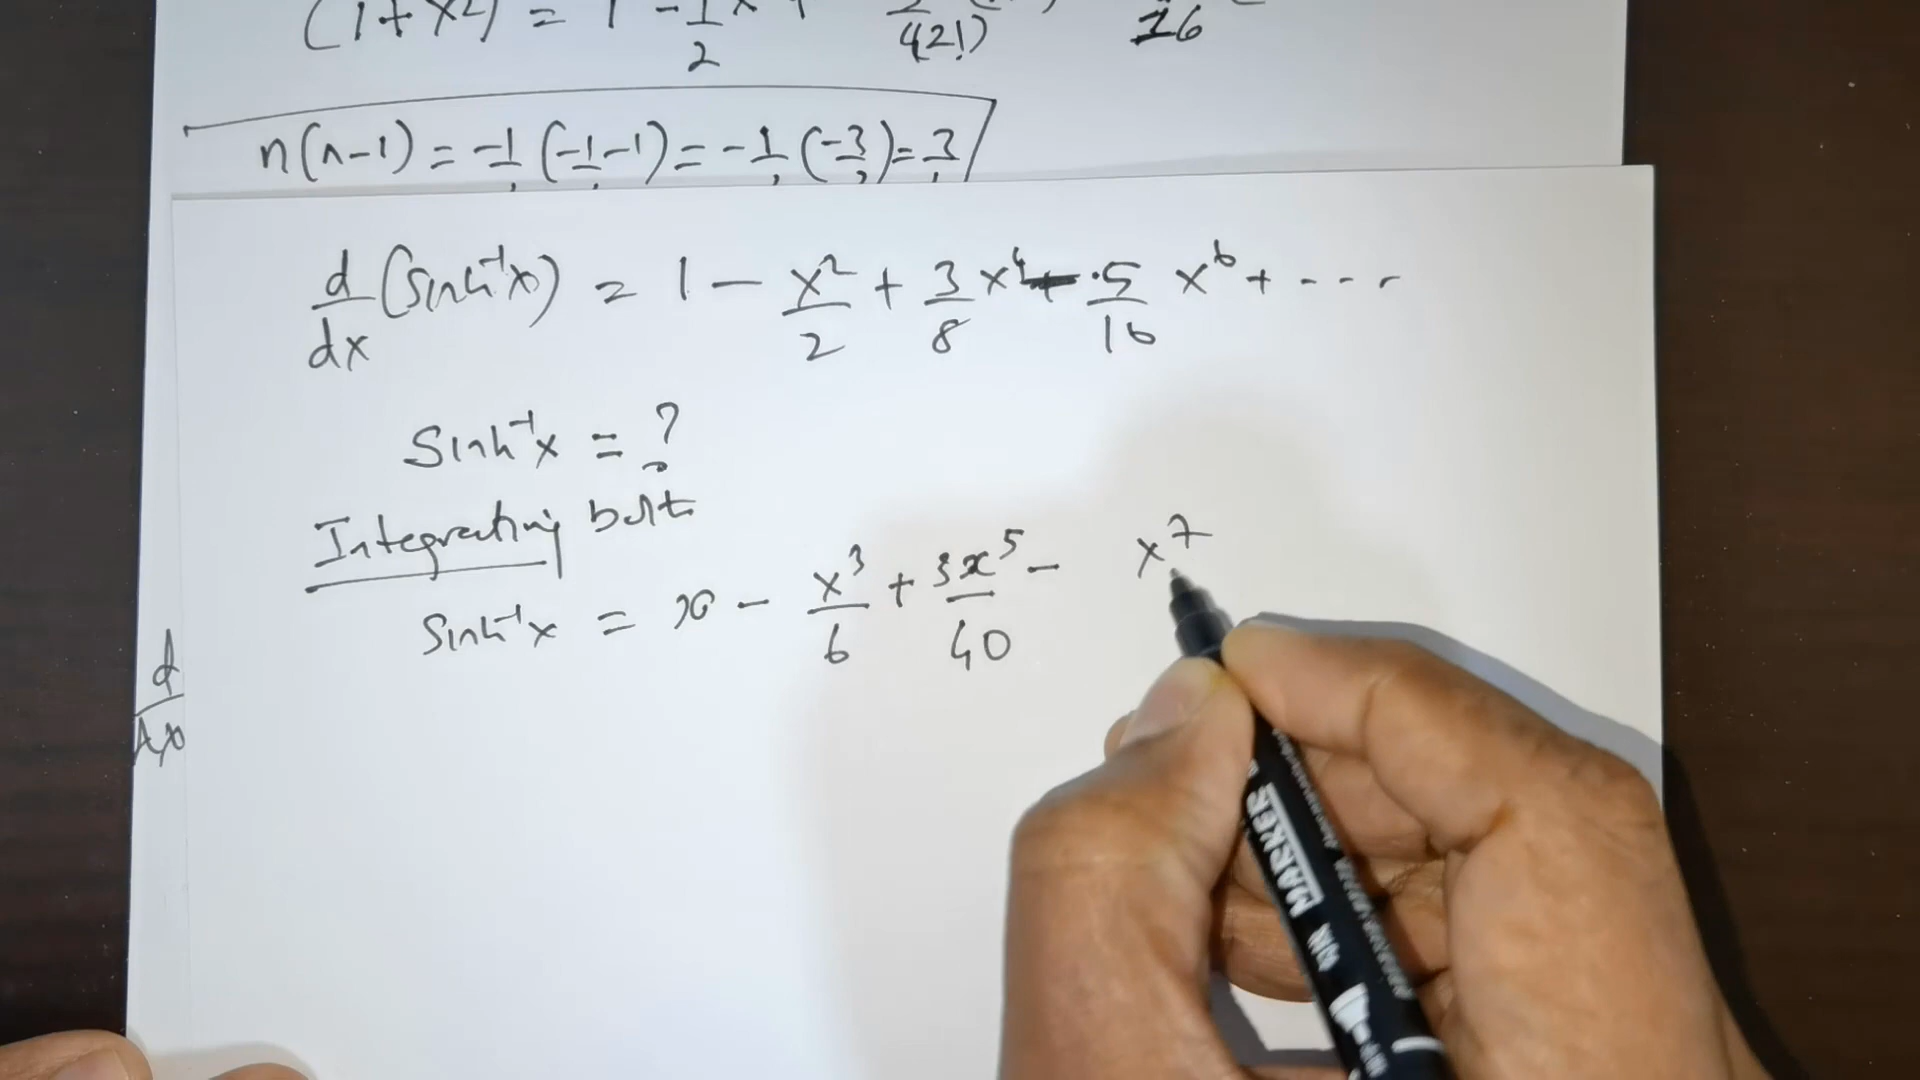 (1+x²) = 1 - 1/2 x +  /4(2!)  /16
n(n-1) = -1/ (-1/ -1) = -1/ (-3/2) = 3/
d/dx (Sinh⁻¹x) = 1 - x²/2 + 3/8 x⁴ - 5/16 x⁶ + - - -
Sinh⁻¹x = ?
Integrating both
Sinh⁻¹x = x - x³/6 + 3x⁵/40 - x⁷
d/dx
MARKER